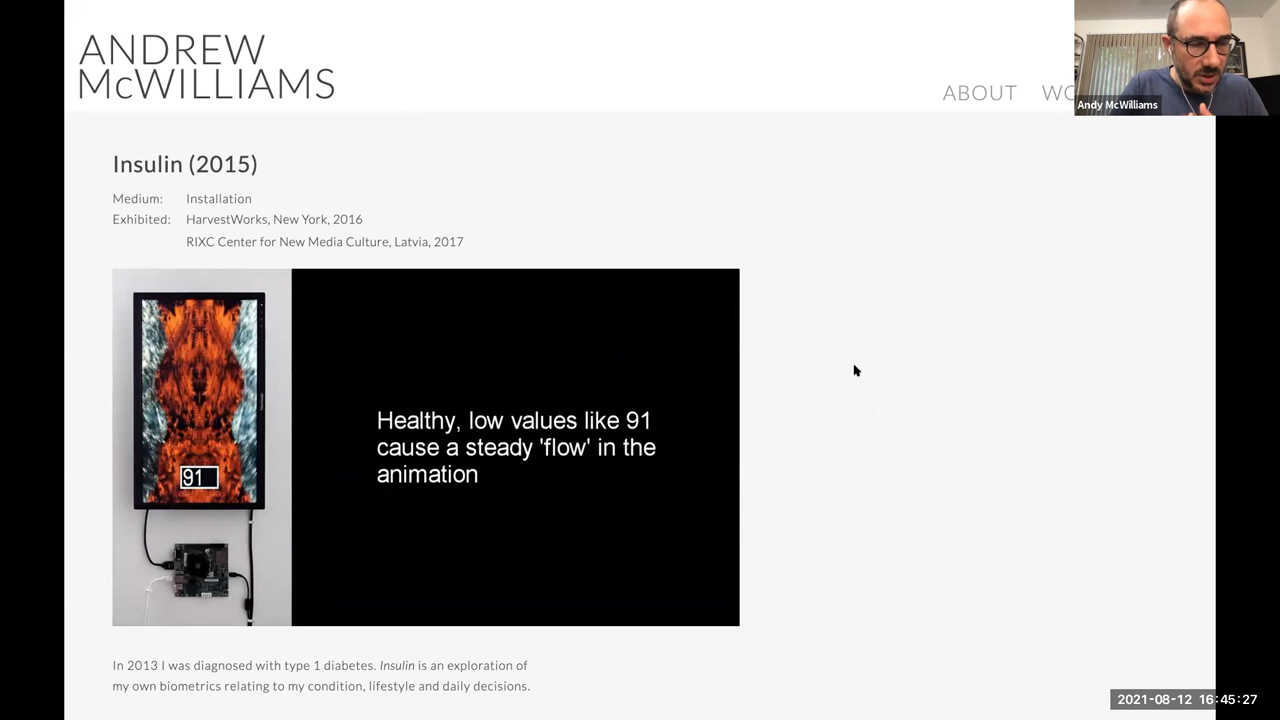 ANDREW
McWILLIAMS
ABOUT WO
Andy McWilliams
Insulin (2015)
Medium: Installation
Exhibited: HarvestWorks, New York, 2016
RIXC Center for New Media Culture, Latvia, 2017
91
Healthy, low values like 91
cause a steady 'flow' in the
animation
In 2013 I was diagnosed with type 1 diabetes. Insulin is an exploration of
my own biometrics relating to my condition, lifestyle and daily decisions.
2021-08-12 16:45:27